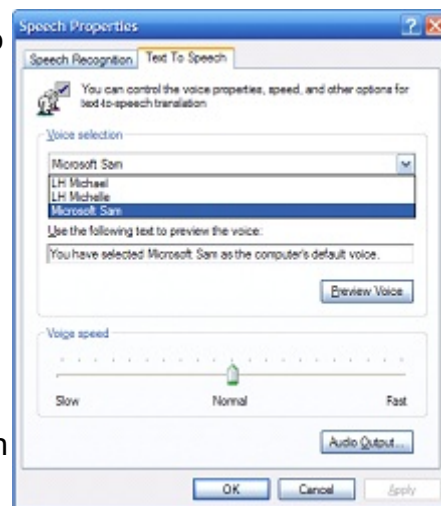 Speech Properties
Speech Recognition Text To Speech
You can control the voice properties, speed, and other options for
text-to-speech translation
Voice selection
Microsoft Sam
LH Michael
LH Michelle
Microsoft Sam
Use the following text to preview the voice:
You have selected Microsoft Sam as the computer's default voice.
Preview Voice
Voice speed
Slow Normal Fast
Audio Output...
OK Cancel Apply